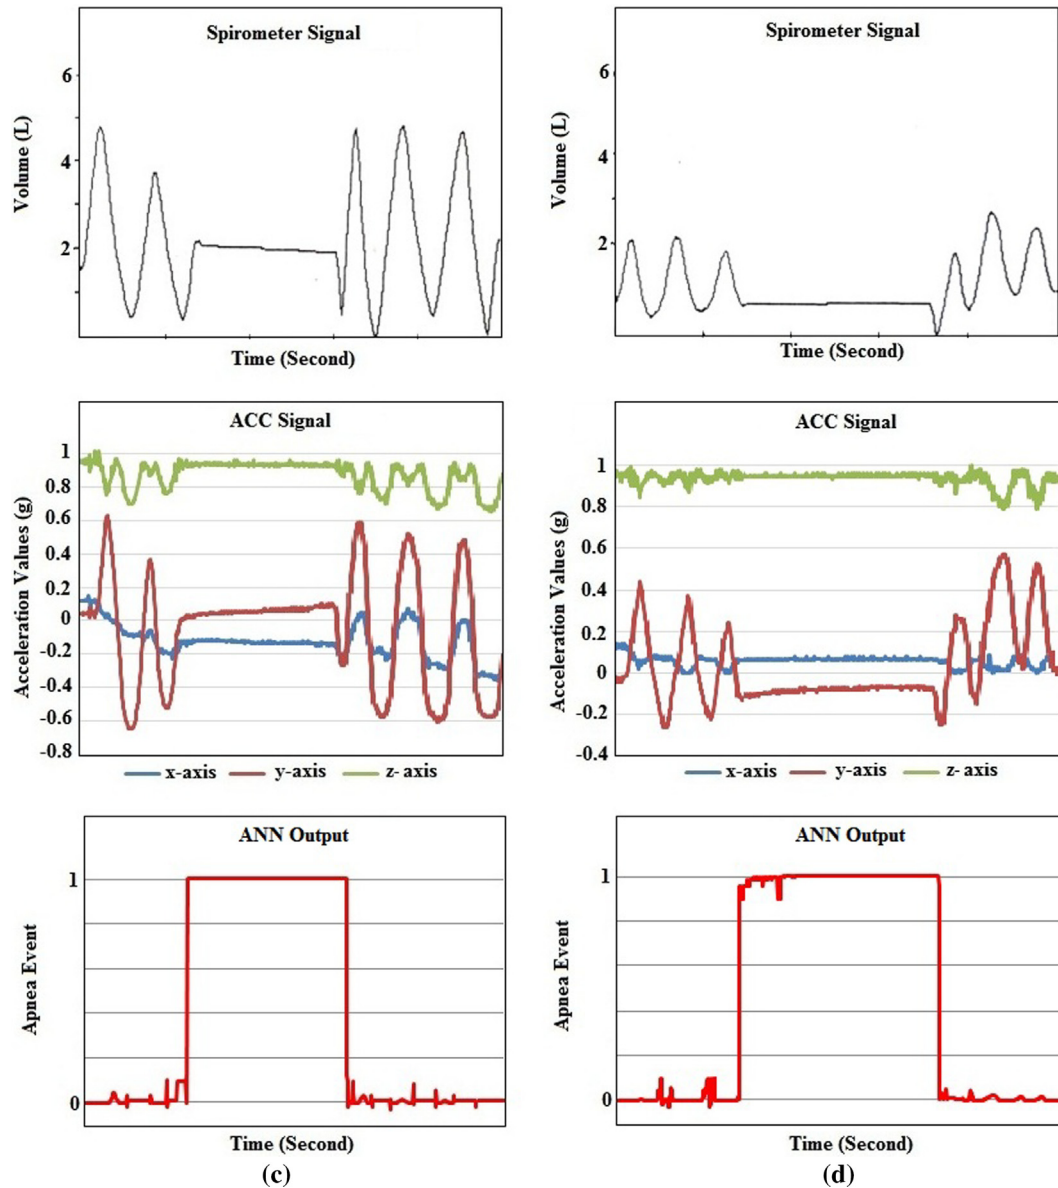 Spirometer Signal
Volume (L)
6
4
2
Time (Second)
ACC Signal
Acceleration Values (g)
1
0.8
0.6
0.4
0.2
0
-0.2
-0.4
-0.6
-0.8
x-axis y-axis z- axis
ANN Output
Apnea Event
1
0
Time (Second)
(c)
Spirometer Signal
Volume (L)
6
4
2
Time (Second)
ACC Signal
Acceleration Values (g)
1
0.8
0.6
0.4
0.2
0
-0.2
-0.4
x-axis y-axis z- axis
ANN Output
Apnea Event
1
0
Time (Second)
(d)